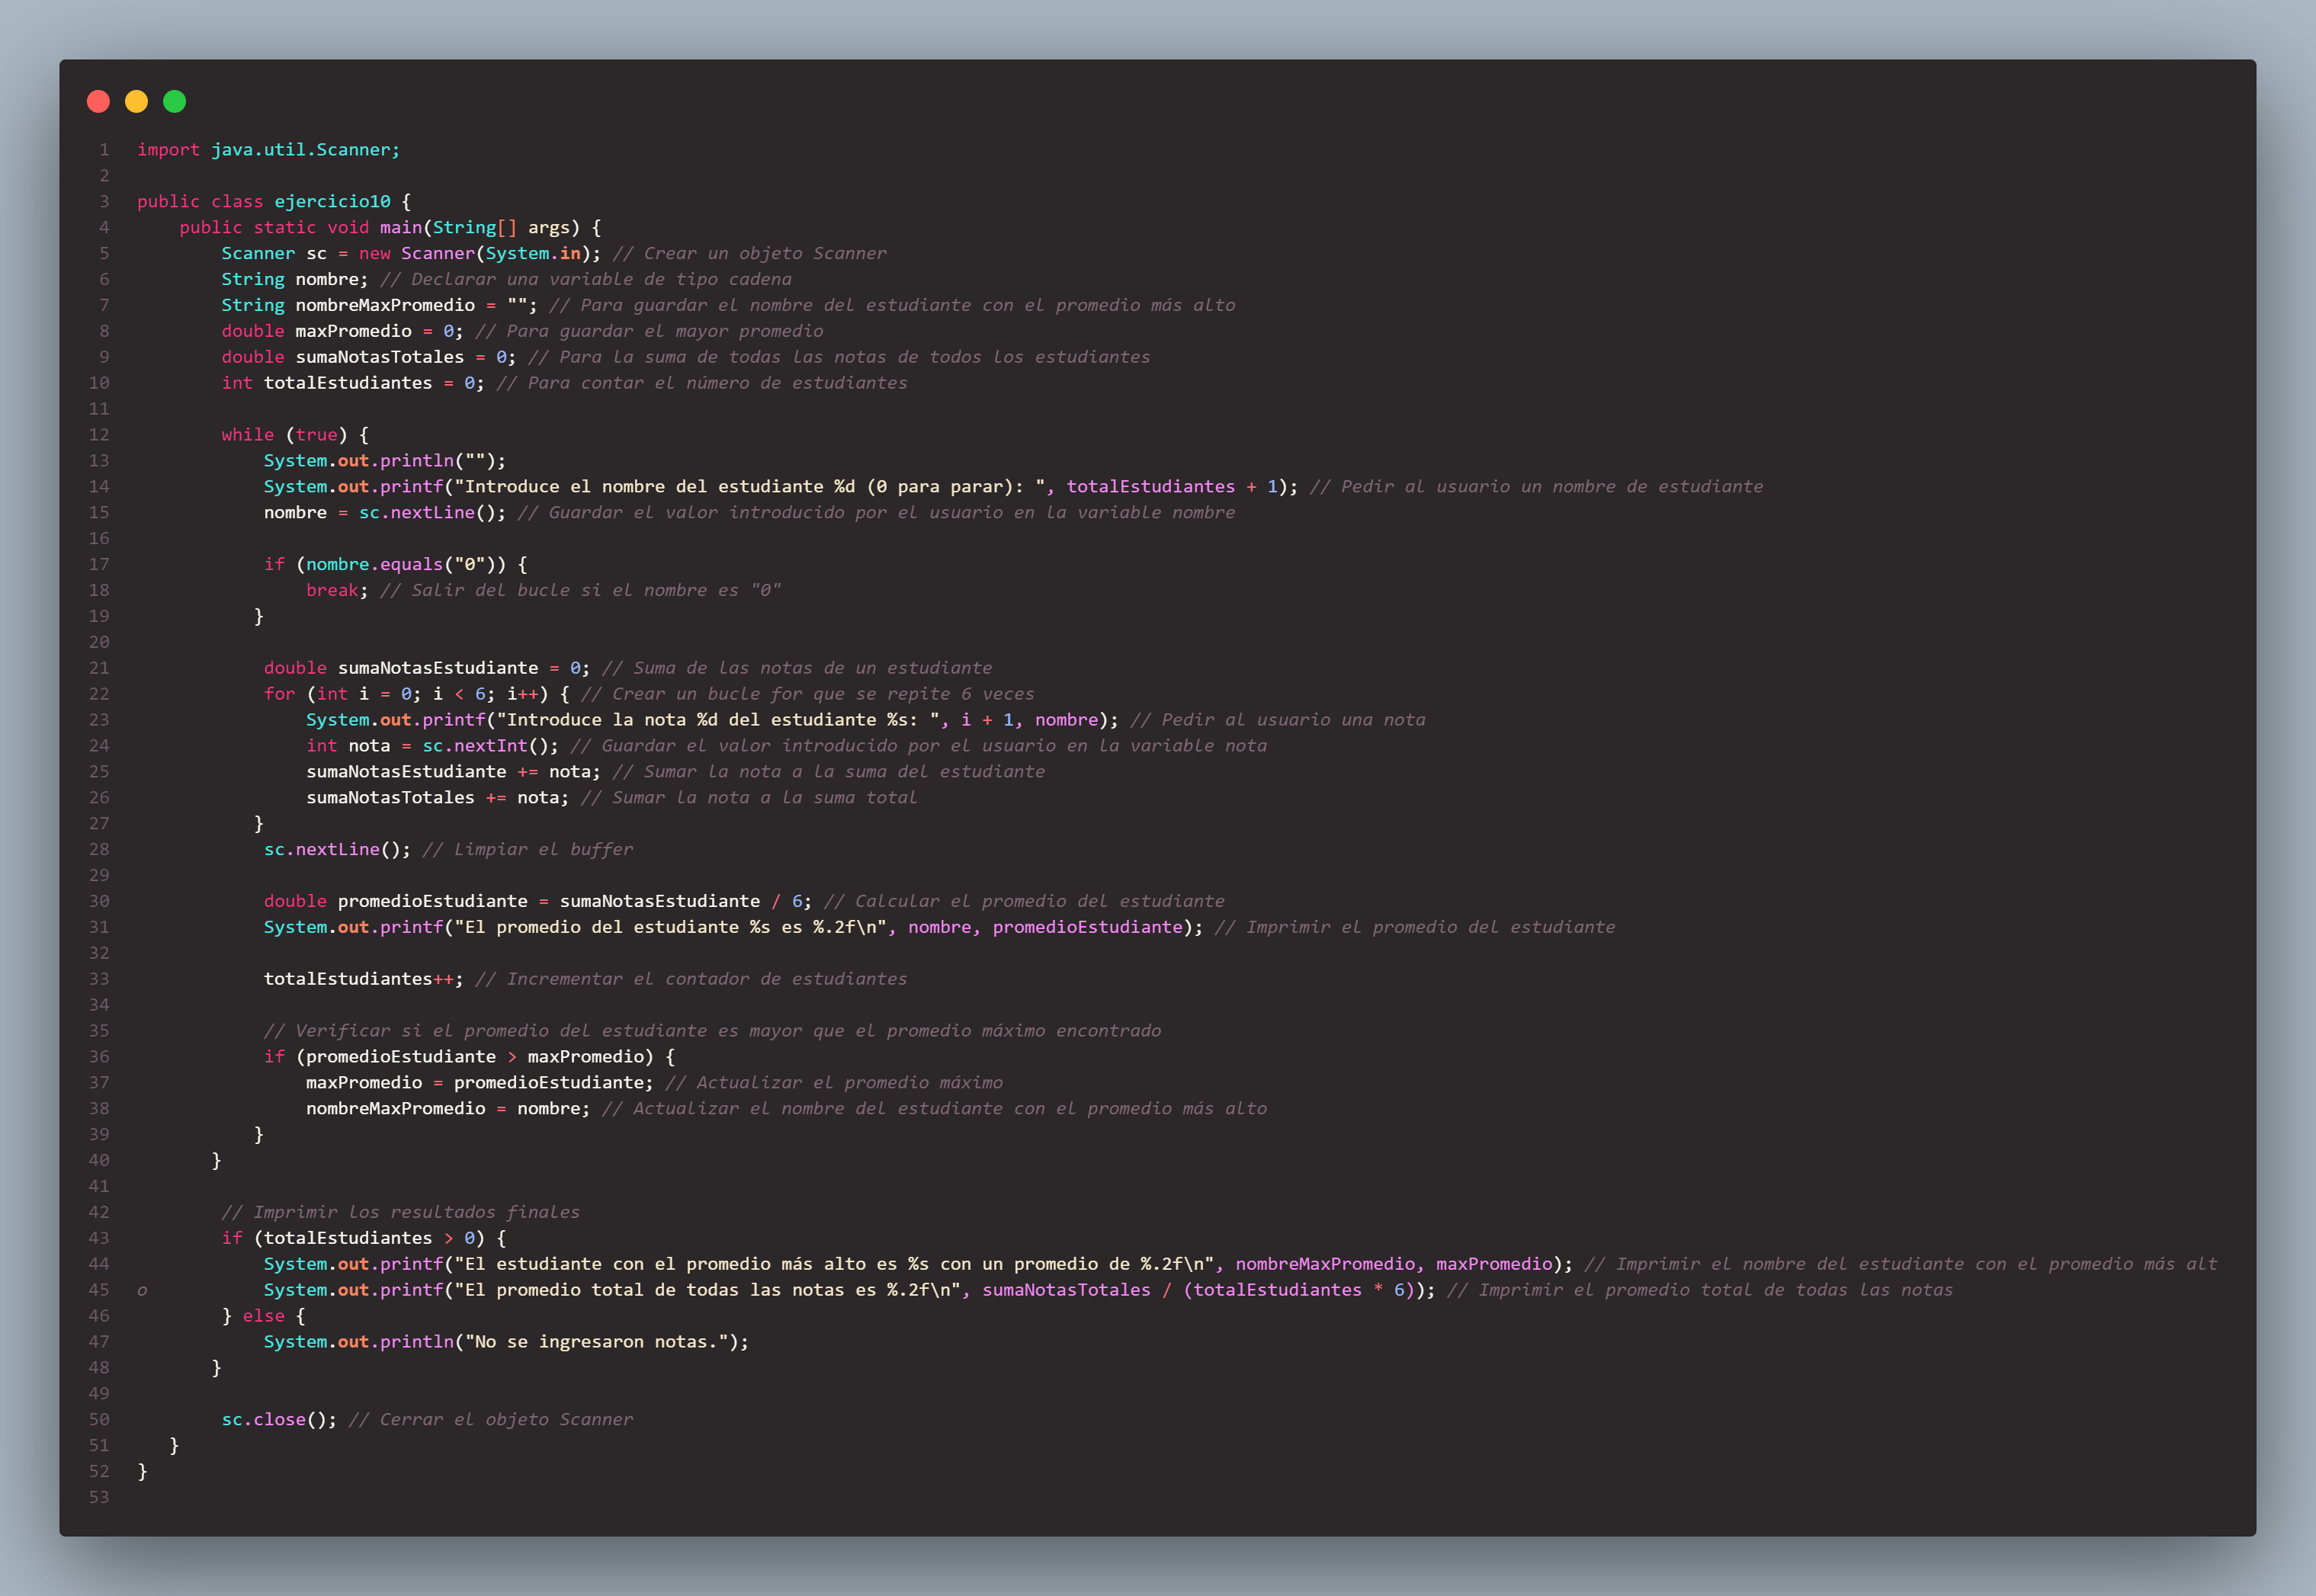 1 import java.util.Scanner;
2
3 public class ejercicio10 {
4     public static void main(String[] args) {
5         Scanner sc = new Scanner(System.in); // Crear un objeto Scanner
6         String nombre; // Declarar una variable de tipo cadena
7         String nombreMaxPromedio = ""; // Para guardar el nombre del estudiante con el promedio más alto
8         double maxPromedio = 0; // Para guardar el mayor promedio
9         double sumaNotasTotales = 0; // Para la suma de todas las notas de todos los estudiantes
10         int totalEstudiantes = 0; // Para contar el número de estudiantes
11
12         while (true) {
13             System.out.println("");
14             System.out.printf("Introduce el nombre del estudiante %d (0 para parar): ", totalEstudiantes + 1); // Pedir al usuario un nombre de estudiante
15             nombre = sc.nextLine(); // Guardar el valor introducido por el usuario en la variable nombre
16
17             if (nombre.equals("0")) {
18                 break; // Salir del bucle si el nombre es "0"
19            }
20
21             double sumaNotasEstudiante = 0; // Suma de las notas de un estudiante
22             for (int i = 0; i < 6; i++) { // Crear un bucle for que se repite 6 veces
23                 System.out.printf("Introduce la nota %d del estudiante %s: ", i + 1, nombre); // Pedir al usuario una nota
24                 int nota = sc.nextInt(); // Guardar el valor introducido por el usuario en la variable nota
25                 sumaNotasEstudiante += nota; // Sumar la nota a la suma del estudiante
26                 sumaNotasTotales += nota; // Sumar la nota a la suma total
27            }
28             sc.nextLine(); // Limpiar el buffer
29
30             double promedioEstudiante = sumaNotasEstudiante / 6; // Calcular el promedio del estudiante
31             System.out.printf("El promedio del estudiante %s es %.2f\n", nombre, promedioEstudiante); // Imprimir el promedio del estudiante
32
33             totalEstudiantes++; // Incrementar el contador de estudiantes
34
35             // Verificar si el promedio del estudiante es mayor que el promedio máximo encontrado
36             if (promedioEstudiante > maxPromedio) {
37                 maxPromedio = promedioEstudiante; // Actualizar el promedio máximo
38                 nombreMaxPromedio = nombre; // Actualizar el nombre del estudiante con el promedio más alto
39            }
40        }
41
42         // Imprimir los resultados finales
43         if (totalEstudiantes > 0) {
44             System.out.printf("El estudiante con el promedio más alto es %s con un promedio de %.2f\n", nombreMaxPromedio, maxPromedio); // Imprimir el nombre del estudiante con el promedio más alt
45 o           System.out.printf("El promedio total de todas las notas es %.2f\n", sumaNotasTotales / (totalEstudiantes * 6)); // Imprimir el promedio total de todas las notas
46         } else {
47             System.out.println("No se ingresaron notas.");
48        }
49
50         sc.close(); // Cerrar el objeto Scanner
51    }
52 }
53